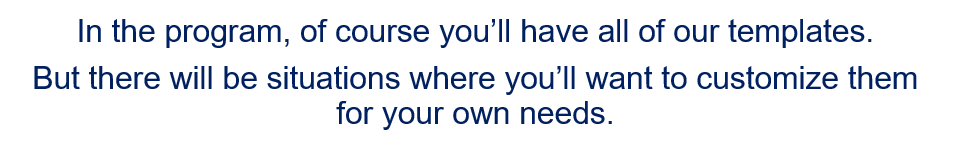 In the program, of course you’ll have all of our templates.
But there will be situations where you’ll want to customize them
for your own needs.